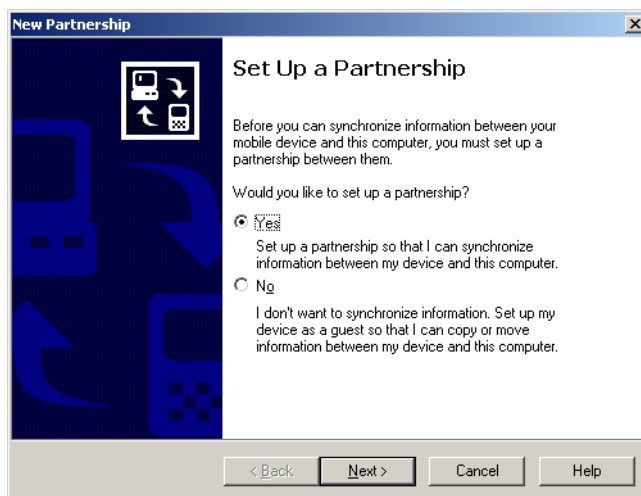 New Partnership
Set Up a Partnership
Before you can synchronize information between your
mobile device and this computer, you must set up a
partnership between them.
Would you like to set up a partnership?
Yes
Set up a partnership so that I can synchronize
information between my device and this computer.
No
I don't want to synchronize information. Set up my
device as a guest so that I can copy or move
information between my device and this computer.
< Back
Next >
Cancel
Help